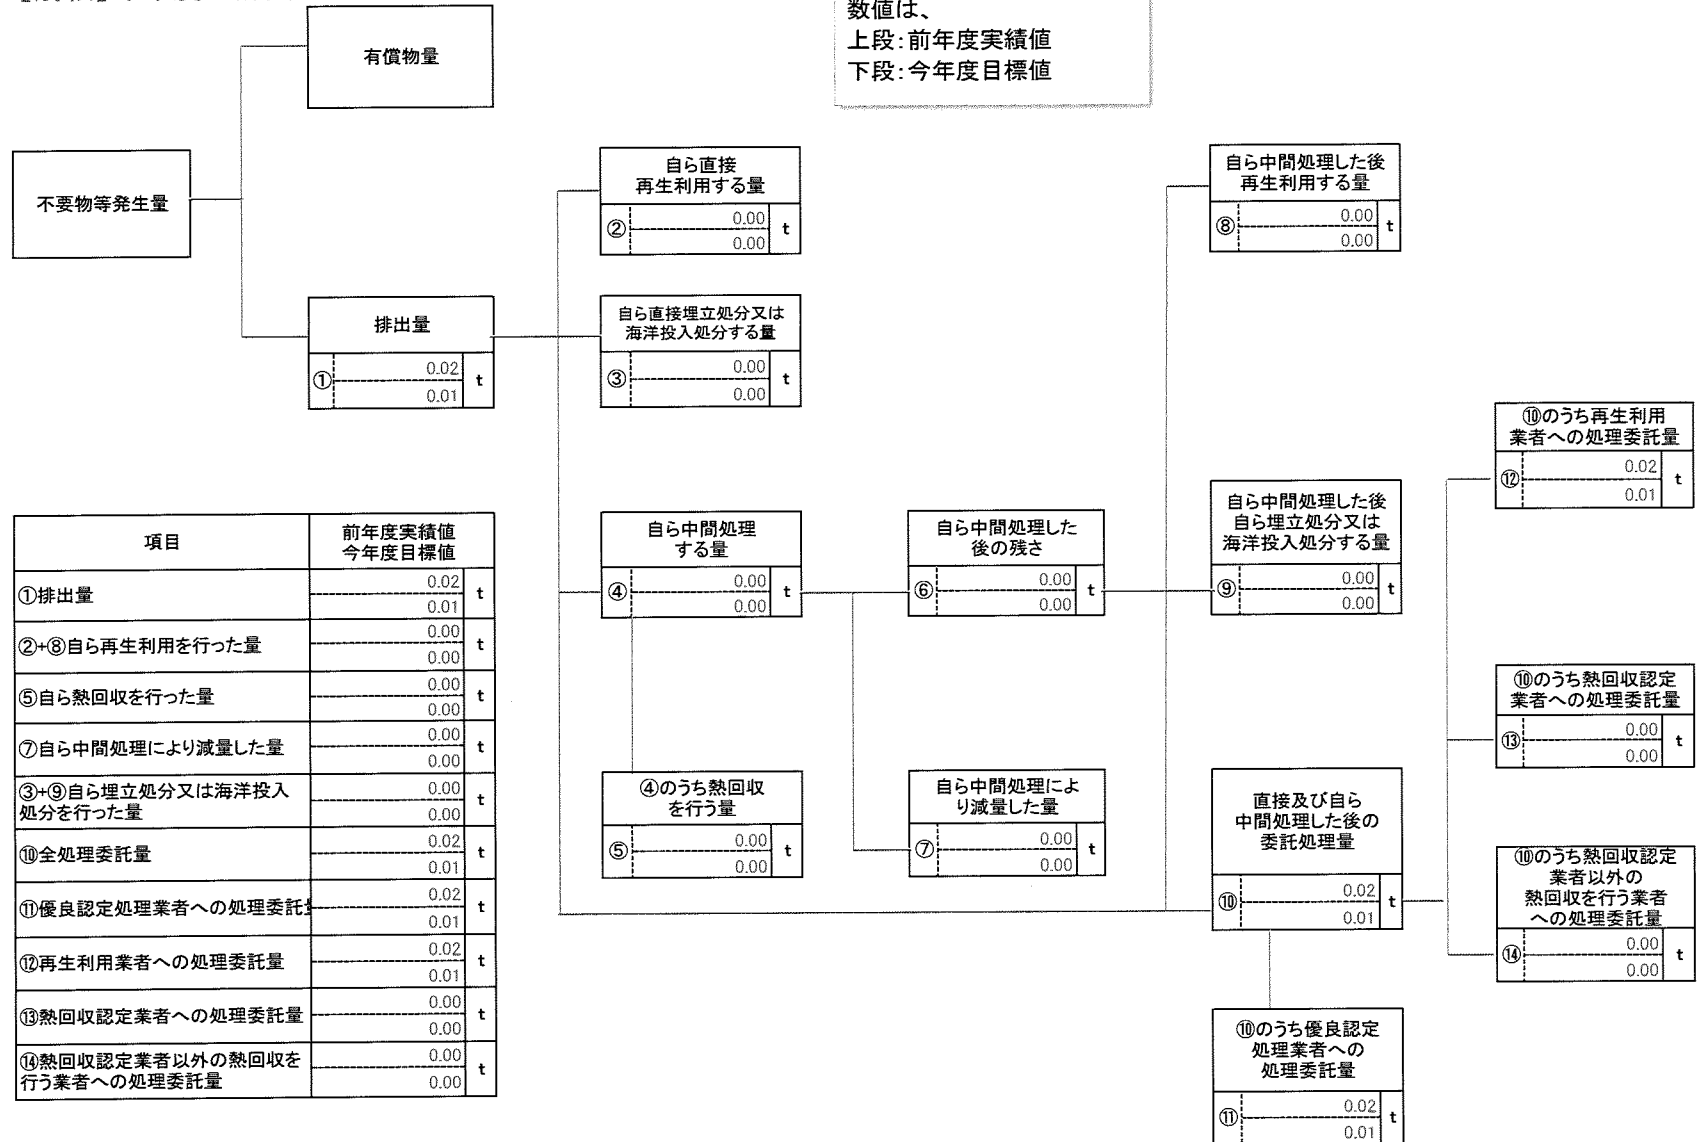 数値は、
上段:前年度実績値
下段:今年度目標値
有償物量
不要物等発生量
排出量
①
0.02
0.01
t
自ら直接
再生利用する量
②
0.00
0.00
t
自ら直接埋立処分又は
海洋投入処分する量
③
0.00
0.00
t
自ら中間処理
する量
④
0.00
0.00
t
④のうち熱回収
を行う量
⑤
0.00
0.00
t
自ら中間処理した
後の残さ
⑥
0.00
0.00
t
自ら中間処理によ
り減量した量
⑦
0.00
0.00
t
自ら中間処理した後
再生利用する量
⑧
0.00
0.00
t
自ら中間処理した後
自ら埋立処分又は
海洋投入処分する量
⑨
0.00
0.00
t
直接及び自ら
中間処理した後の
委託処理量
⑩
0.02
0.01
t
⑩のうち優良認定
処理業者への
処理委託量
⑪
0.02
0.01
t
⑩のうち再生利用
業者への処理委託量
⑫
0.02
0.01
t
⑩のうち熱回収認定
業者への処理委託量
⑬
0.00
0.00
t
⑩のうち熱回収認定
業者以外の
熱回収を行う業者
への処理委託量
⑭
0.00
0.00
t
項目
前年度実績値
今年度目標値
①排出量
0.02
0.01
t
②+⑧自ら再生利用を行った量
0.00
0.00
t
⑤自ら熱回収を行った量
0.00
0.00
t
⑦自ら中間処理により減量した量
0.00
0.00
t
③+⑨自ら埋立処分又は海洋投入
処分を行った量
0.00
0.00
t
⑩全処理委託量
0.02
0.01
t
⑪優良認定処理業者への処理委託
0.02
0.01
t
⑫再生利用業者への処理委託量
0.02
0.01
t
⑬熱回収認定業者への処理委託量
0.00
0.00
t
⑭熱回収認定業者以外の熱回収を
行う業者への処理委託量
0.00
0.00
t